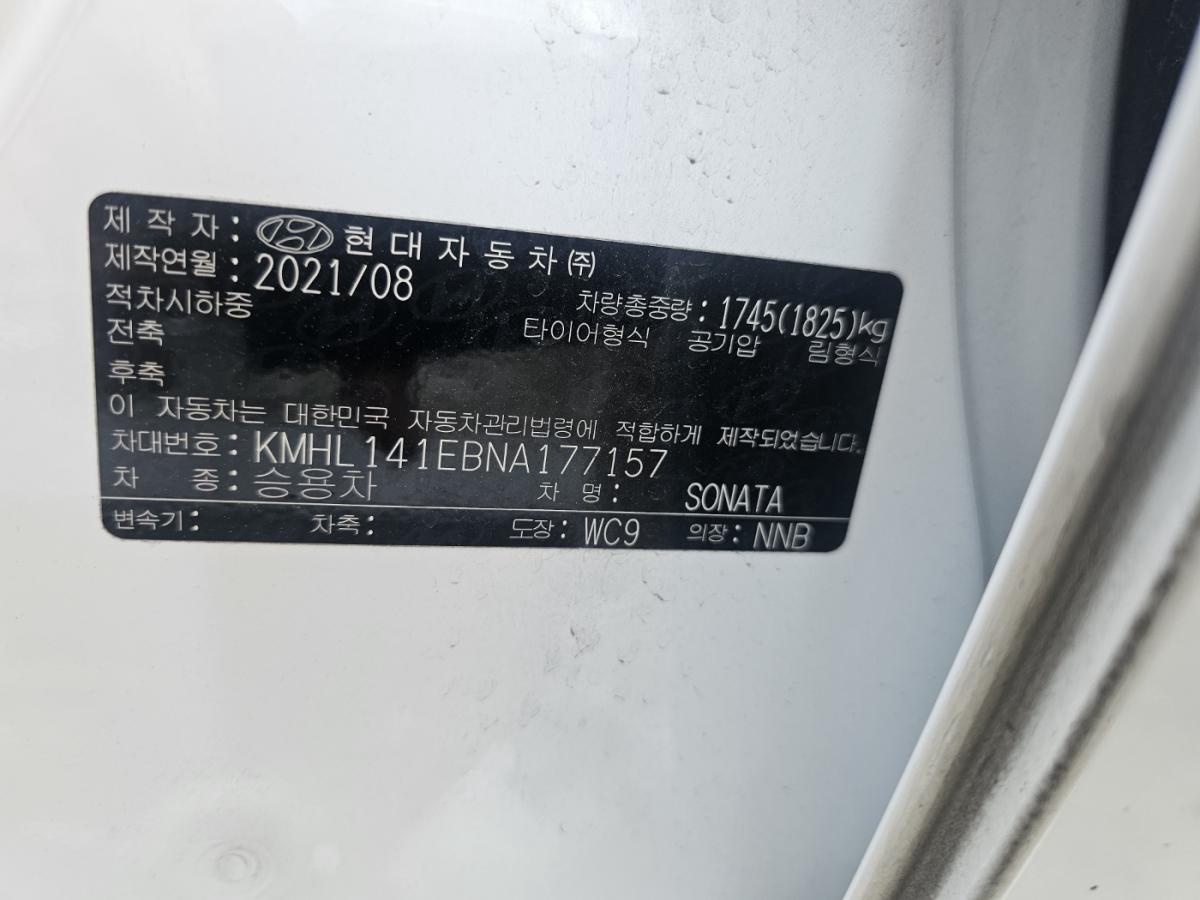 제 작 자 : 현 대 자 동 차 ㈜
제작연월 : 2021/08
차량총중량 : 1745(1825)kg
적차시하중 타이어형식 공기압 림형식
전축
후축
이 자동차는 대한민국 자동차관리법령에 적합하게 제작되었습니다.
차대번호 : KMHL141EBNA177157
차 종 : 승용차 차 명 : SONATA
변속기 : 차축 : 도장 : WC9 의장 : NNB